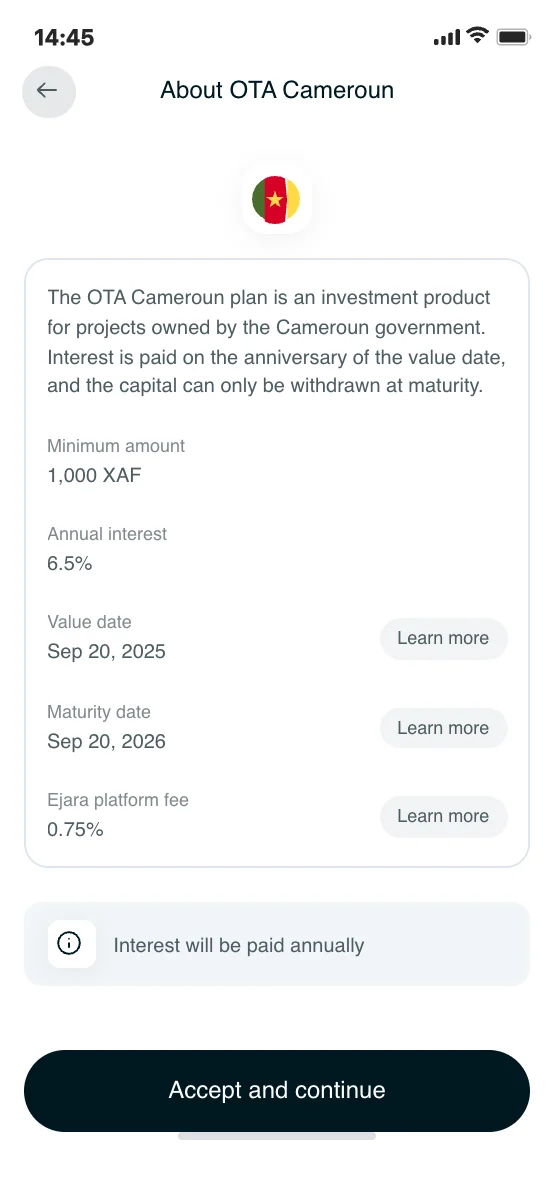 14:45
About OTA Cameroun
The OTA Cameroun plan is an investment product
for projects owned by the Cameroun government.
Interest is paid on the anniversary of the value date,
and the capital can only be withdrawn at maturity.
Minimum amount
1,000 XAF
Annual interest
6.5%
Value date
Sep 20, 2025
Learn more
Maturity date
Sep 20, 2026
Learn more
Ejara platform fee
0.75%
Learn more
Interest will be paid annually
Accept and continue